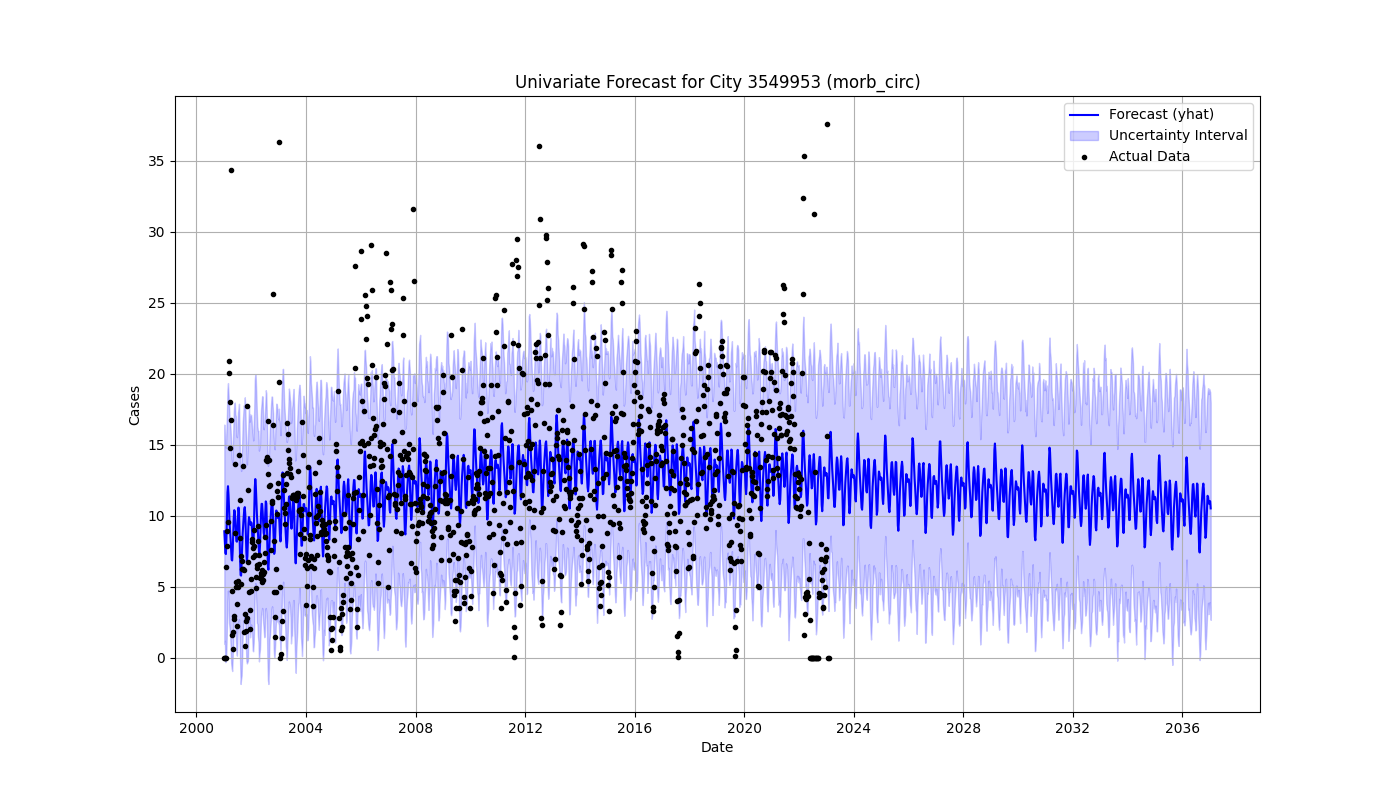 Univariate Forecast for City 3549953 (morb_circ)
Forecast (yhat)
Uncertainty Interval
Actual Data
Cases
35
30
25
20
15
10
5
0
2000 2004 2008 2012 2016 2020 2024 2028 2032 2036
Date